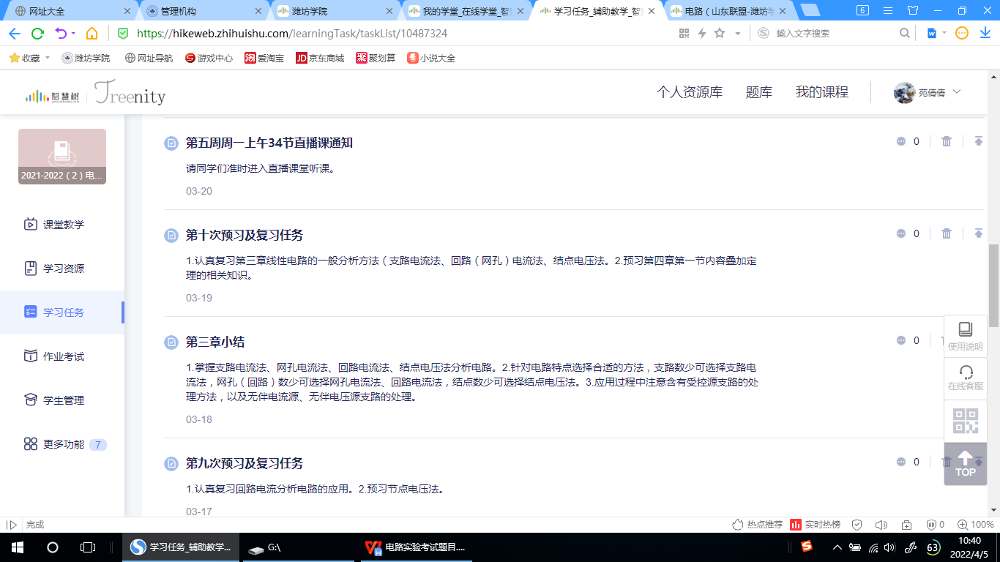 网址大全
管理机构
潍坊学院
我的学堂_在线学堂_智
学习任务_辅助教学_智
电路（山东联盟-潍坊学
6
https://hikeweb.zhihuishu.com/learningTask/taskList/10487324
输入文字搜索
收藏
潍坊学院
网址导航
游戏中心
爱淘宝
京东商城
聚划算
小说大全
智慧树
Treenity
个人资源库
题库
我的课程
苑倩倩
2021-2022（2）电...
课堂教学
学习资源
学习任务
作业考试
学生管理
更多功能 7
第五周周一上午34节直播课通知
0
请同学们准时进入直播课堂听课。
03-20
第十次预习及复习任务
0
1.认真复习第三章线性电路的一般分析方法（支路电流法、回路（网孔）电流法、结点电压法。2.预习第四章第一节内容叠加定
理的相关知识。
03-19
第三章小结
0
1.掌握支路电流法、网孔电流法、回路电流法、结点电压法分析电路。2.针对电路特点选择合适的方法，支路数少可选择支路电
流法，网孔（回路）数少可选择网孔电流法、回路电流法，结点数少可选择结点电压法。3.应用过程中注意含有受控源支路的处
理方法，以及无伴电流源、无伴电压源支路的处理。
03-18
第九次预习及复习任务
0
1.认真复习回路电流分析电路的应用。2.预习节点电压法。
03-17
使用说明
在线客服
TOP
完成
热点推荐
实时热榜
0
100%
学习任务_辅助教学...
G:\
电路实验考试题目....
63
10:40
2022/4/5